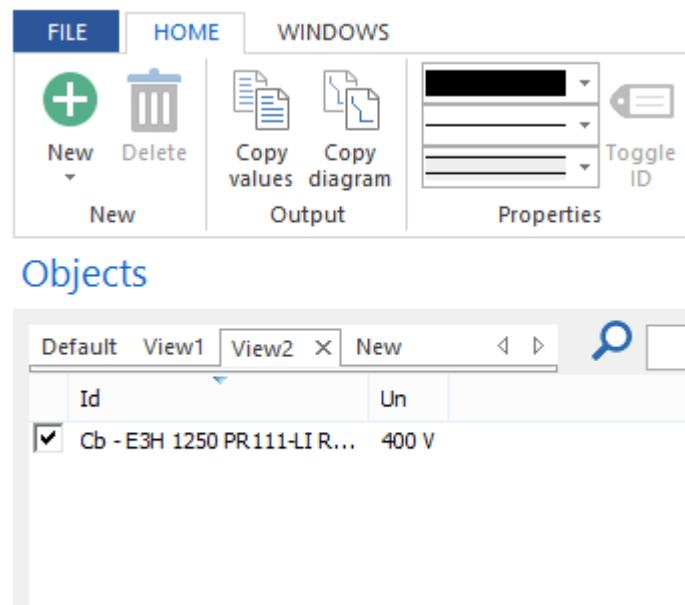 FILE HOME WINDOWS
New Delete Copy values Copy diagram Toggle ID
New Output Properties
Objects
Default View1 View2 New
Id Un
Cb - E3H 1250 PR111-LI R... 400 V